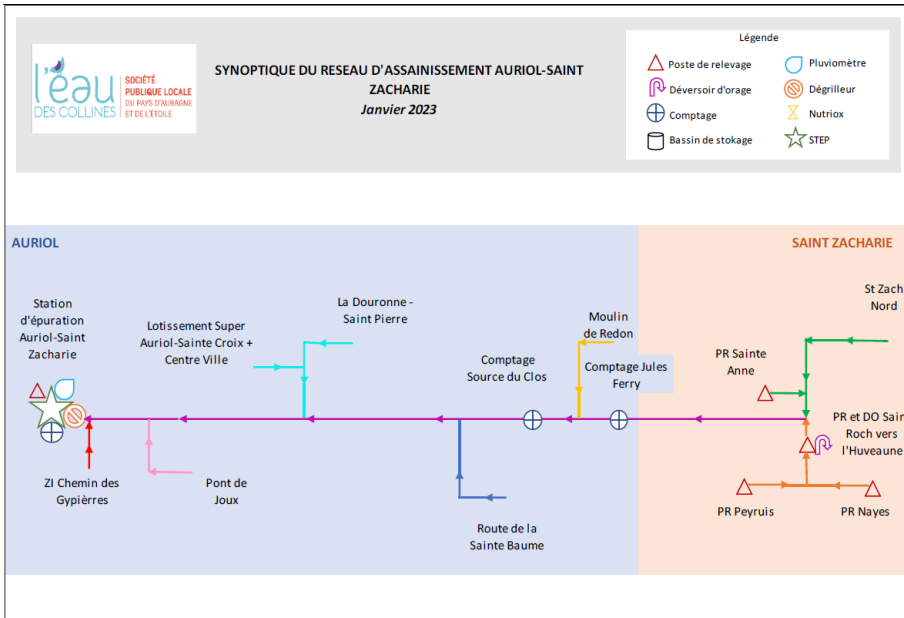 l'eau
DES COLLINES
SOCIÉTÉ
PUBLIQUE LOCALE
DU PAYS D'AUBAGNE
ET DE L'ÉTOILE
SYNOPTIQUE DU RESEAU D'ASSAINISSEMENT AURIOL-SAINT
ZACHARIE
Janvier 2023
Légende
Poste de relevage
Pluviomètre
Déversoir d'orage
Dégrilleur
Comptage
Nutriox
Bassin de stokage
STEP
AURIOL
SAINT ZACHARIE
Station
d'épuration
Auriol-Saint
Zacharie
Lotissement Super
Auriol-Sainte Croix +
Centre Ville
La Douronne -
Saint Pierre
Comptage
Source du Clos
Moulin
de Redon
Comptage Jules
Ferry
St Zach
Nord
PR Sainte
Anne
PR et DO Sain
Roch vers
l'Huveaune
ZI Chemin des
Gypièrres
Pont de
Joux
Route de la
Sainte Baume
PR Peyruis
PR Nayes